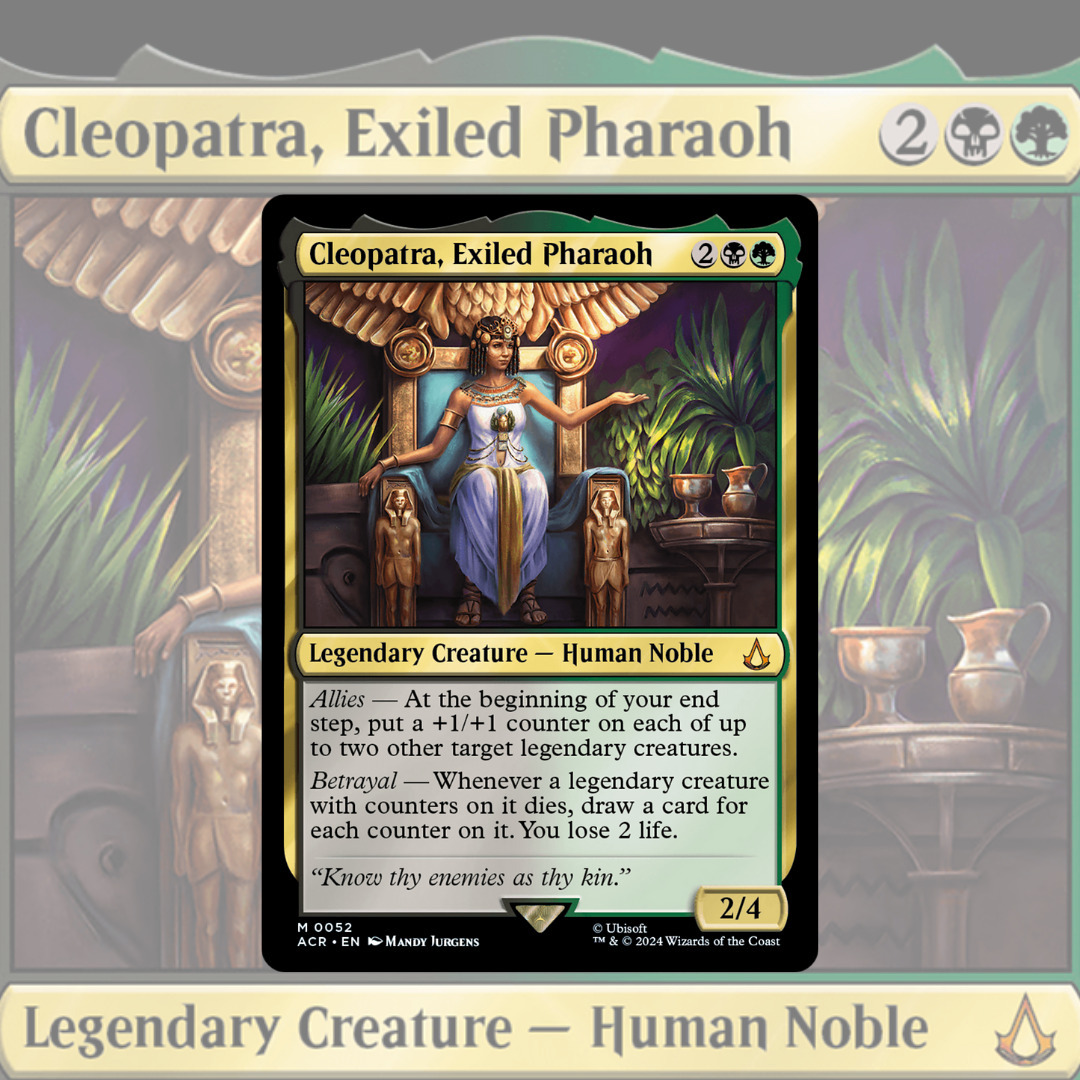 Cleopatra, Exiled Pharaoh 2
Cleopatra, Exiled Pharaoh 2
Legendary Creature — Human Noble
Allies — At the beginning of your end
step, put a +1/+1 counter on each of up
to two other target legendary creatures.
Betrayal — Whenever a legendary creature
with counters on it dies, draw a card for
each counter on it. You lose 2 life.
“Know thy enemies as thy kin.”
2/4
M 0052
ACR • EN MANDY JURGENS
© Ubisoft
™ & © 2024 Wizards of the Coast
Legendary Creature — Human Noble